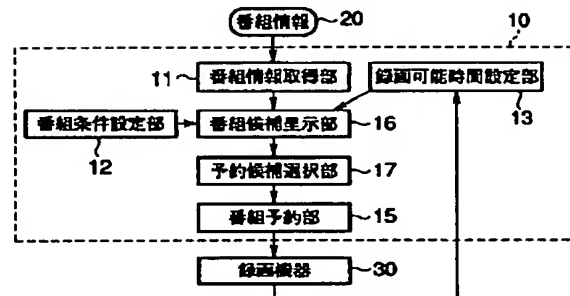 番組情報 20
10
11 番組情報取得部
録画可能時間設定部
13
番組条件設定部
12
番組候補呈示部 16
予約候補選択部 17
番組予約部 15
録画機器 30